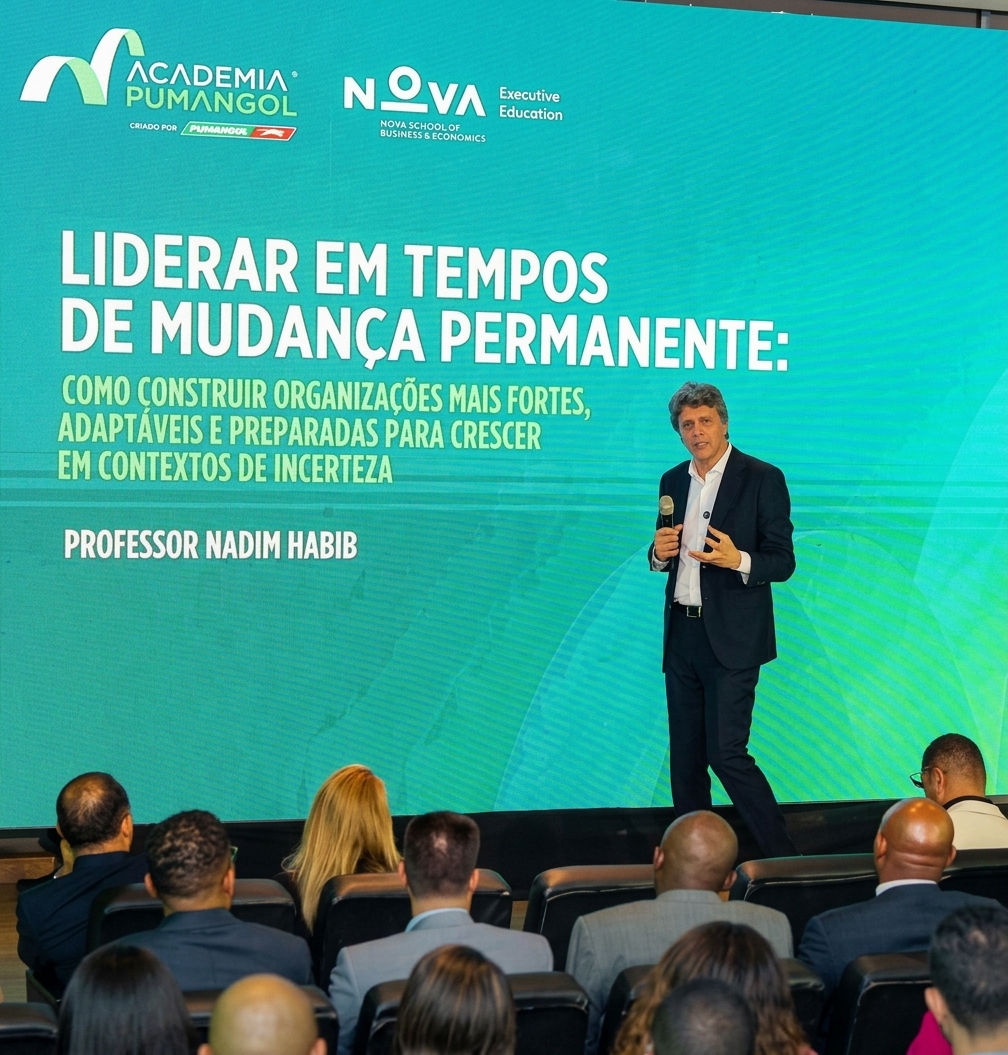 ACADEMIA
PUMANGOL
CRIADO POR PUMANGOL
NOVA
NOVA SCHOOL OF
BUSINESS & ECONOMICS
Executive
Education
LIDERAR EM TEMPOS
DE MUDANÇA PERMANENTE:
COMO CONSTRUIR ORGANIZAÇÕES MAIS FORTES,
ADAPTÁVEIS E PREPARADAS PARA CRESCER
EM CONTEXTOS DE INCERTEZA
PROFESSOR NADIM HABIB